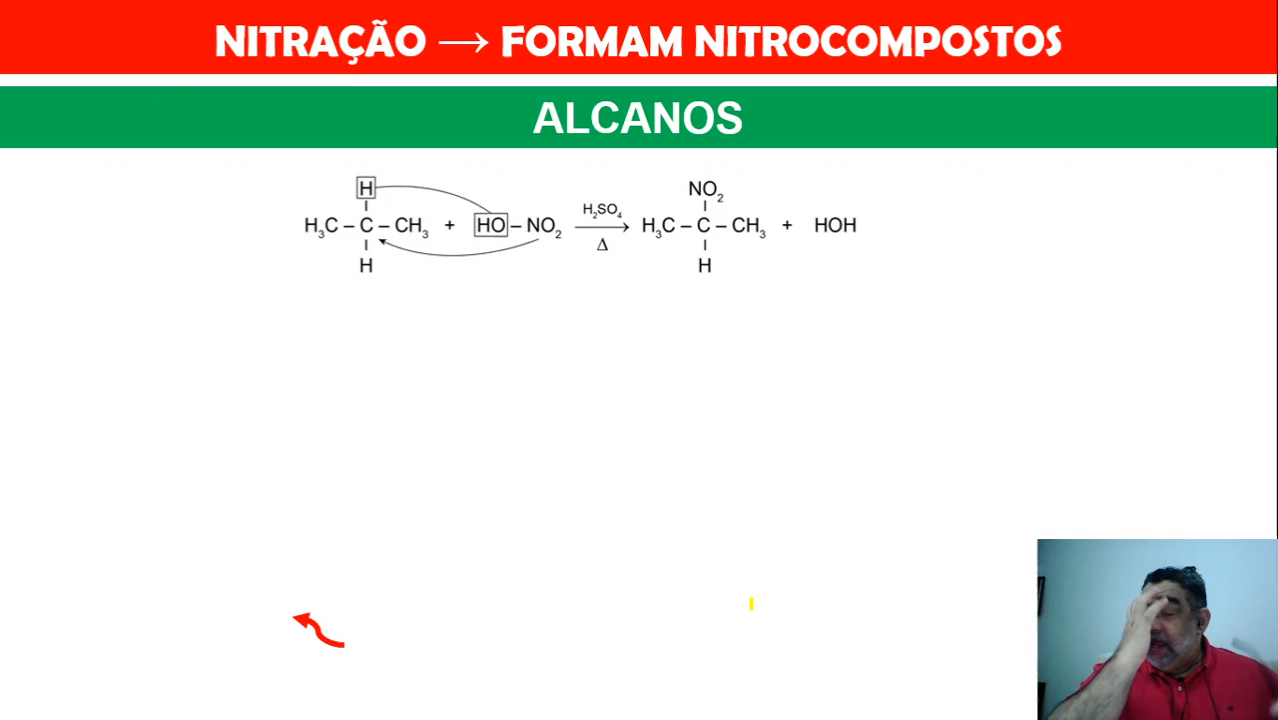 NITRAÇÃO → FORMAM NITROCOMPOSTOS
ALCANOS
H NO₂
H₃C – C – CH₃ + HO – NO₂ H₂SO₄ Δ → H₃C – C – CH₃ + HOH
H H